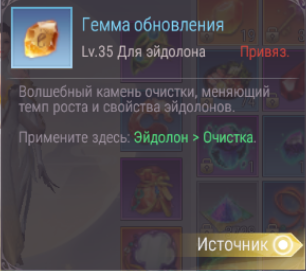 Гемма обновления
Lv.35 Для эйдолона Привяз.
Волшебный камень очистки, меняющий
темп роста и свойства эйдолонов.
Примените здесь: Эйдолон > Очистка.
Источник